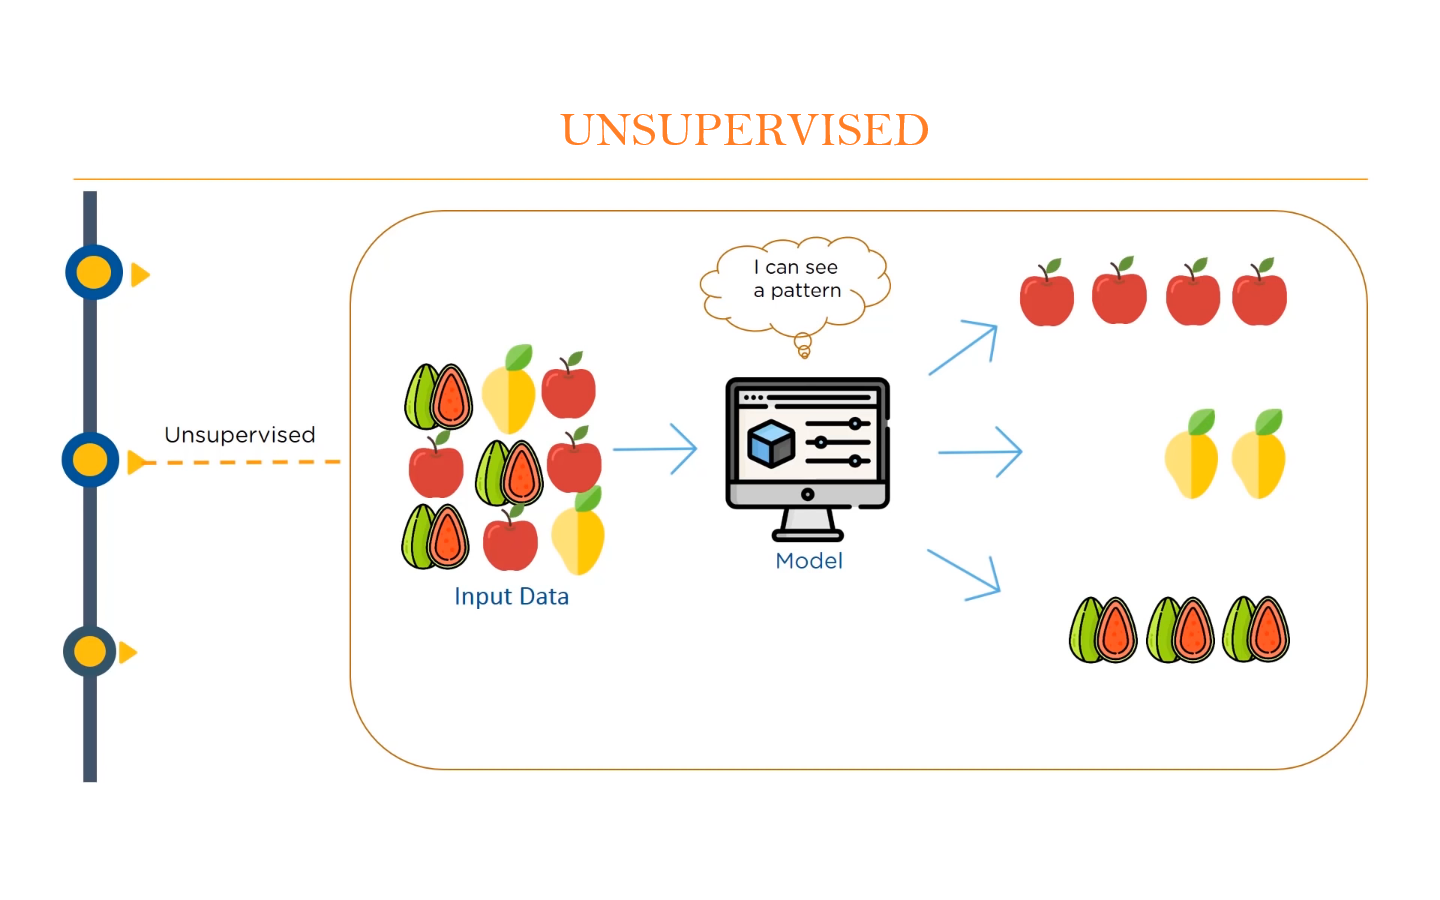 UNSUPERVISED
I can see
a pattern
Unsupervised
Model
Input Data